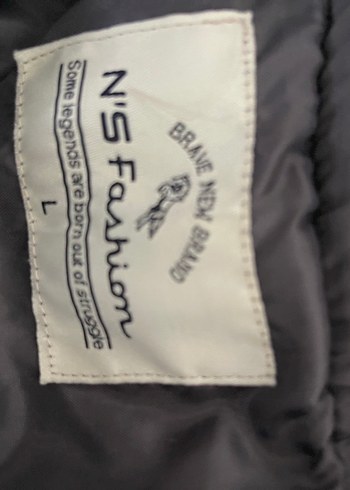 BRAVE NEW BRAND
N'S Fashion
Some legends are born out of struggle
L